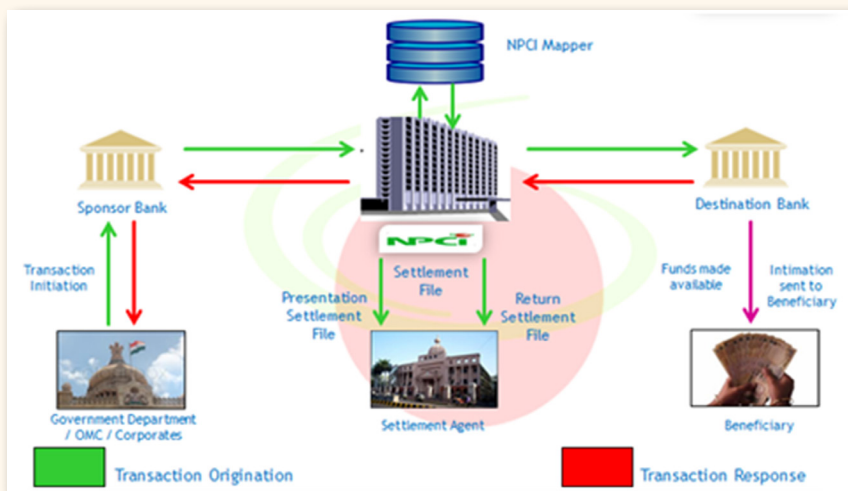 NPCI Mapper
Sponsor Bank
Destination Bank
NPCI
Transaction
Initiation
Settlement
File
Presentation
Settlement
File
Return
Settlement
File
Funds made
available
Intimation
sent to
Beneficiary
Government Department
/ OMC / Corporates
Settlement Agent
Beneficiary
Transaction Origination
Transaction Response